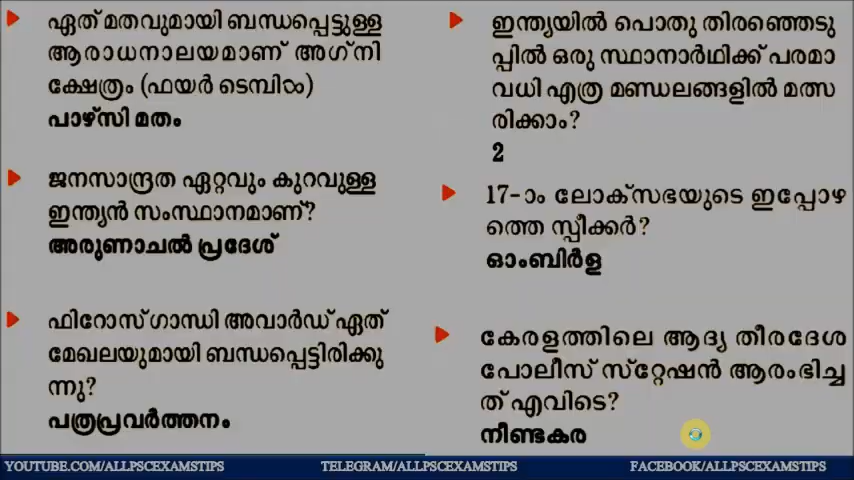 ഏത് മതവുമായി ബന്ധപ്പെട്ടുള്ള
ആരാധനാലയമാണ് അഗ്നി
ക്ഷേത്രം (ഫയർ ടെമ്പിൾ)
പാഴ്സി മതം
ജനസാന്ദ്രത ഏറ്റവും കുറവുള്ള
ഇന്ത്യൻ സംസ്ഥാനമാണ്?
അരുണാചൽ പ്രദേശ്
ഫിറോസ് ഗാന്ധി അവാർഡ് ഏത്
മേഖലയുമായി ബന്ധപ്പെട്ടിരിക്കു
ന്നു?
പത്രപ്രവർത്തനം
ഇന്ത്യയിൽ പൊതു തിരഞ്ഞെടു
പ്പിൽ ഒരു സ്ഥാനാർഥിക്ക് പരമാ
വധി എത്ര മണ്ഡലങ്ങളിൽ മത്സ
രിക്കാം?
2
17-ാം ലോക്സഭയുടെ ഇപ്പോഴ
ത്തെ സ്പീക്കർ?
ഓംബിർള
കേരളത്തിലെ ആദ്യ തീരദേശ
പോലീസ് സ്റ്റേഷൻ ആരംഭിച്ച
ത് എവിടെ?
നീണ്ടകര
YOUTUBE.COM/ALLPSCEXAMSTIPS
TELEGRAM/ALLPSCEXAMSTIPS
FACEBOOK/ALLPSCEXAMSTIPS